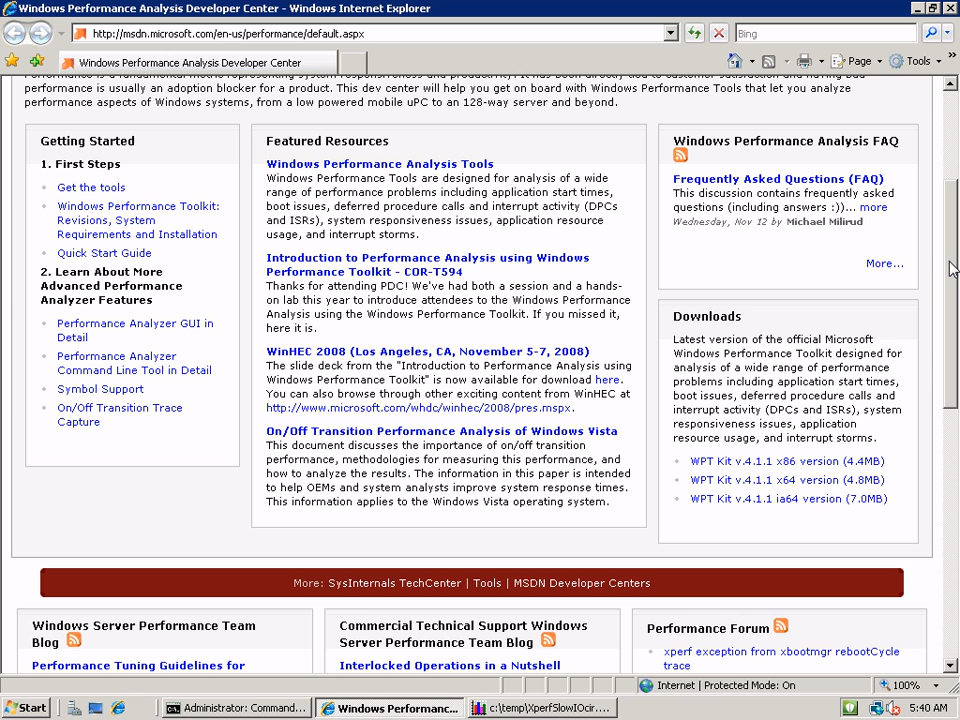 Windows Performance Analysis Developer Center - Windows Internet Explorer
http://msdn.microsoft.com/en-us/performance/default.aspx
Bing
Windows Performance Analysis Developer Center
Page
Tools
performance is usually an adoption blocker for a product. This dev center will help you get on board with Windows Performance Tools that let you analyze
performance aspects of Windows systems, from a low powered mobile uPC to an 128-way server and beyond.
Getting Started
1. First Steps
Get the tools
Windows Performance Toolkit:
Revisions, System
Requirements and Installation
Quick Start Guide
2. Learn About More
Advanced Performance
Analyzer Features
Performance Analyzer GUI in
Detail
Performance Analyzer
Command Line Tool in Detail
Symbol Support
On/Off Transition Trace
Capture
Featured Resources
Windows Performance Analysis Tools
Windows Performance Tools are designed for analysis of a wide
range of performance problems including application start times,
boot issues, deferred procedure calls and interrupt activity (DPCs
and ISRs), system responsiveness issues, application resource
usage, and interrupt storms.
Introduction to Performance Analysis using Windows
Performance Toolkit - COR-T594
Thanks for attending PDC! We've had both a session and a hands-
on lab this year to introduce attendees to the Windows Performance
Analysis using the Windows Performance Toolkit. If you missed it,
here it is.
WinHEC 2008 (Los Angeles, CA, November 5-7, 2008)
The slide deck from the "Introduction to Performance Analysis using
Windows Performance Toolkit" is now available for download here.
You can also browse through other exciting content from WinHEC at
http://www.microsoft.com/whdc/winhec/2008/pres.mspx.
On/Off Transition Performance Analysis of Windows Vista
This document discusses the importance of on/off transition
performance, methodologies for measuring this performance, and
how to analyze the results. The information in this paper is intended
to help OEMs and system analysts improve system response times.
This information applies to the Windows Vista operating system.
Windows Performance Analysis FAQ
Frequently Asked Questions (FAQ)
This discussion contains frequently asked
questions (including answers :))... more
Wednesday, Nov 12 by Michael Milirud
More...
Downloads
Latest version of the official Microsoft
Windows Performance Toolkit designed for
analysis of a wide range of performance
problems including application start times,
boot issues, deferred procedure calls and
interrupt activity (DPCs and ISRs), system
responsiveness issues, application
resource usage, and interrupt storms.
WPT Kit v.4.1.1 x86 version (4.4MB)
WPT Kit v.4.1.1 x64 version (4.8MB)
WPT Kit v.4.1.1 ia64 version (7.0MB)
More: SysInternals TechCenter | Tools | MSDN Developer Centers
Windows Server Performance Team
Blog
Performance Tuning Guidelines for
Commercial Technical Support Windows
Server Performance Team Blog
Interlocked Operations in a Nutshell
Performance Forum
xperf exception from xbootmgr rebootCycle
trace
Internet | Protected Mode: On
100%
Start
Administrator: Command...
Windows Performanc...
c:\temp\XperfSlowIOcir...
5:40 AM